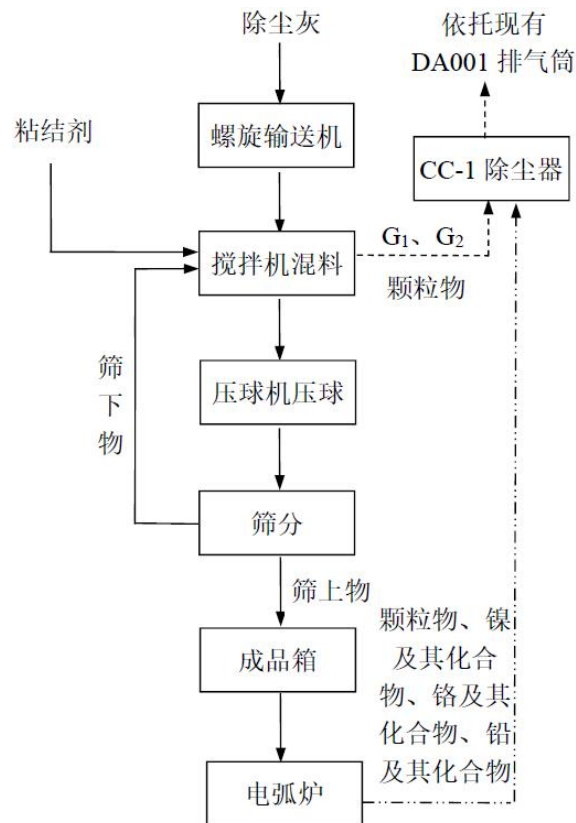 除尘灰
依托现有
DA001 排气筒
粘结剂
螺旋输送机
CC-1 除尘器
搅拌机混料
G₁、G₂
颗粒物
压球机压球
筛
下
物
筛分
筛上物
成品箱
颗粒物、镍
及其化合
物、铬及其
化合物、铅
及其化合物
电弧炉